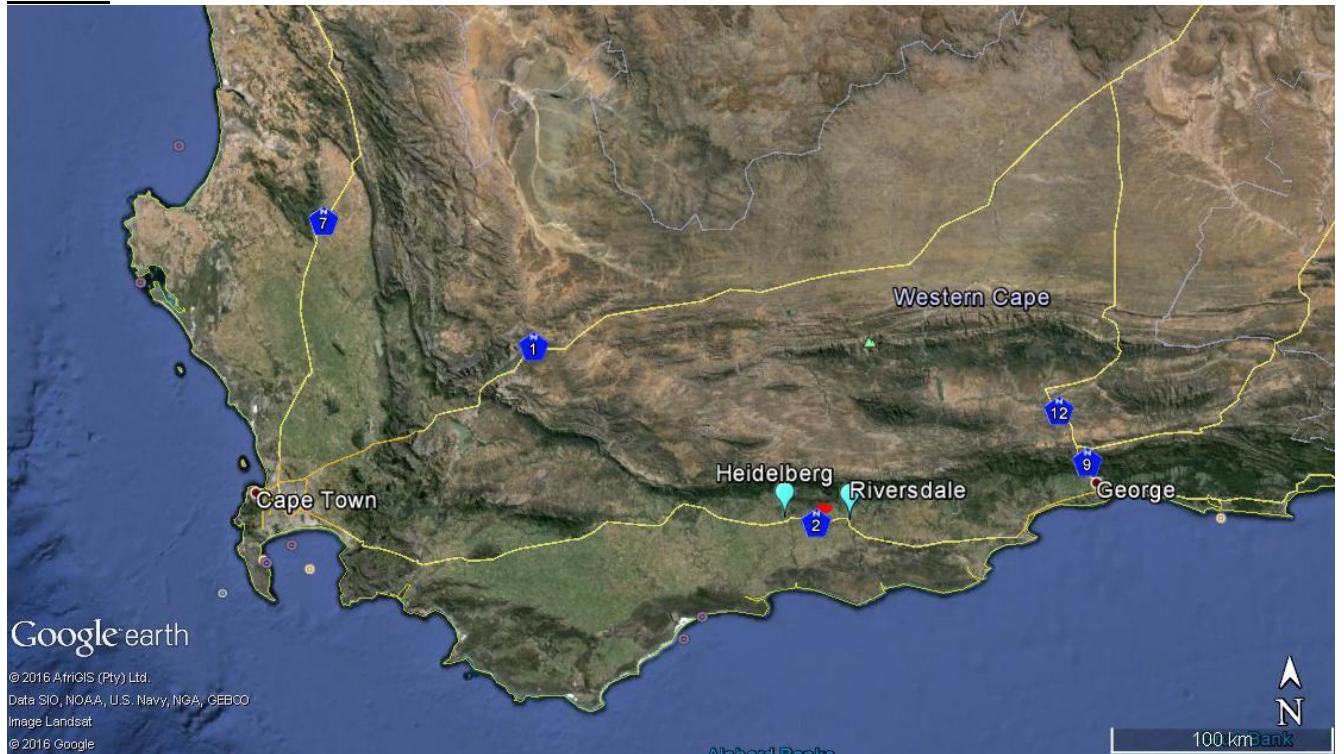 N
7
Western Cape
N
1
N
12
N
9
Heidelberg
Riversdale
George
Cape Town
N
2
Google earth
© 2016 AfriGIS (Pty) Ltd.
Data SIO, NOAA, U.S. Navy, NGA, GEBCO
Image Landsat
© 2016 Google
N
100 km
Bank